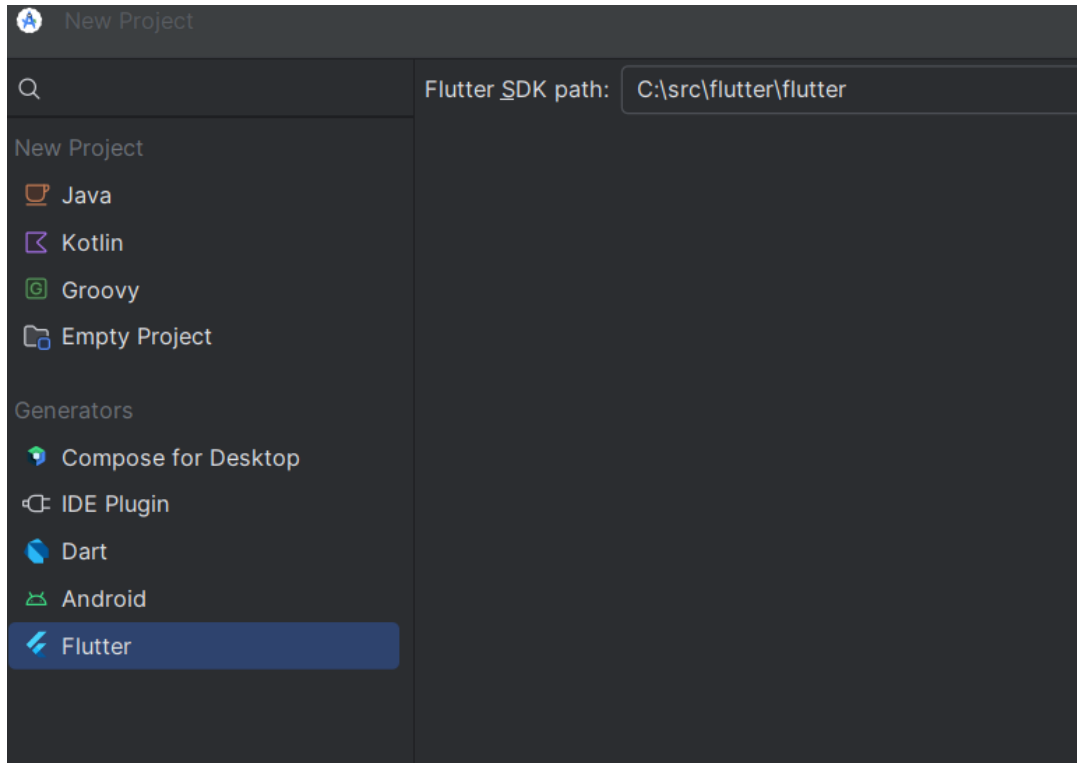 New Project
Flutter SDK path: C:\src\flutter\flutter
New Project
Java
Kotlin
G Groovy
Empty Project
Generators
Compose for Desktop
IDE Plugin
Dart
Android
Flutter